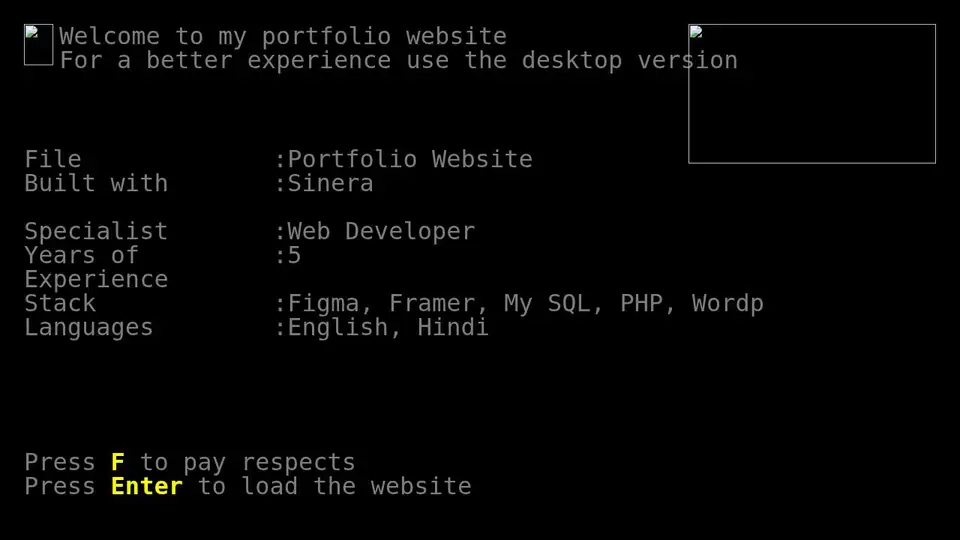 Welcome to my portfolio website
For a better experience use the desktop version
File :Portfolio Website
Built with :Sinera
Specialist :Web Developer
Years of :5
Experience
Stack :Figma, Framer, My SQL, PHP, Wordp
Languages :English, Hindi
Press F to pay respects
Press Enter to load the website